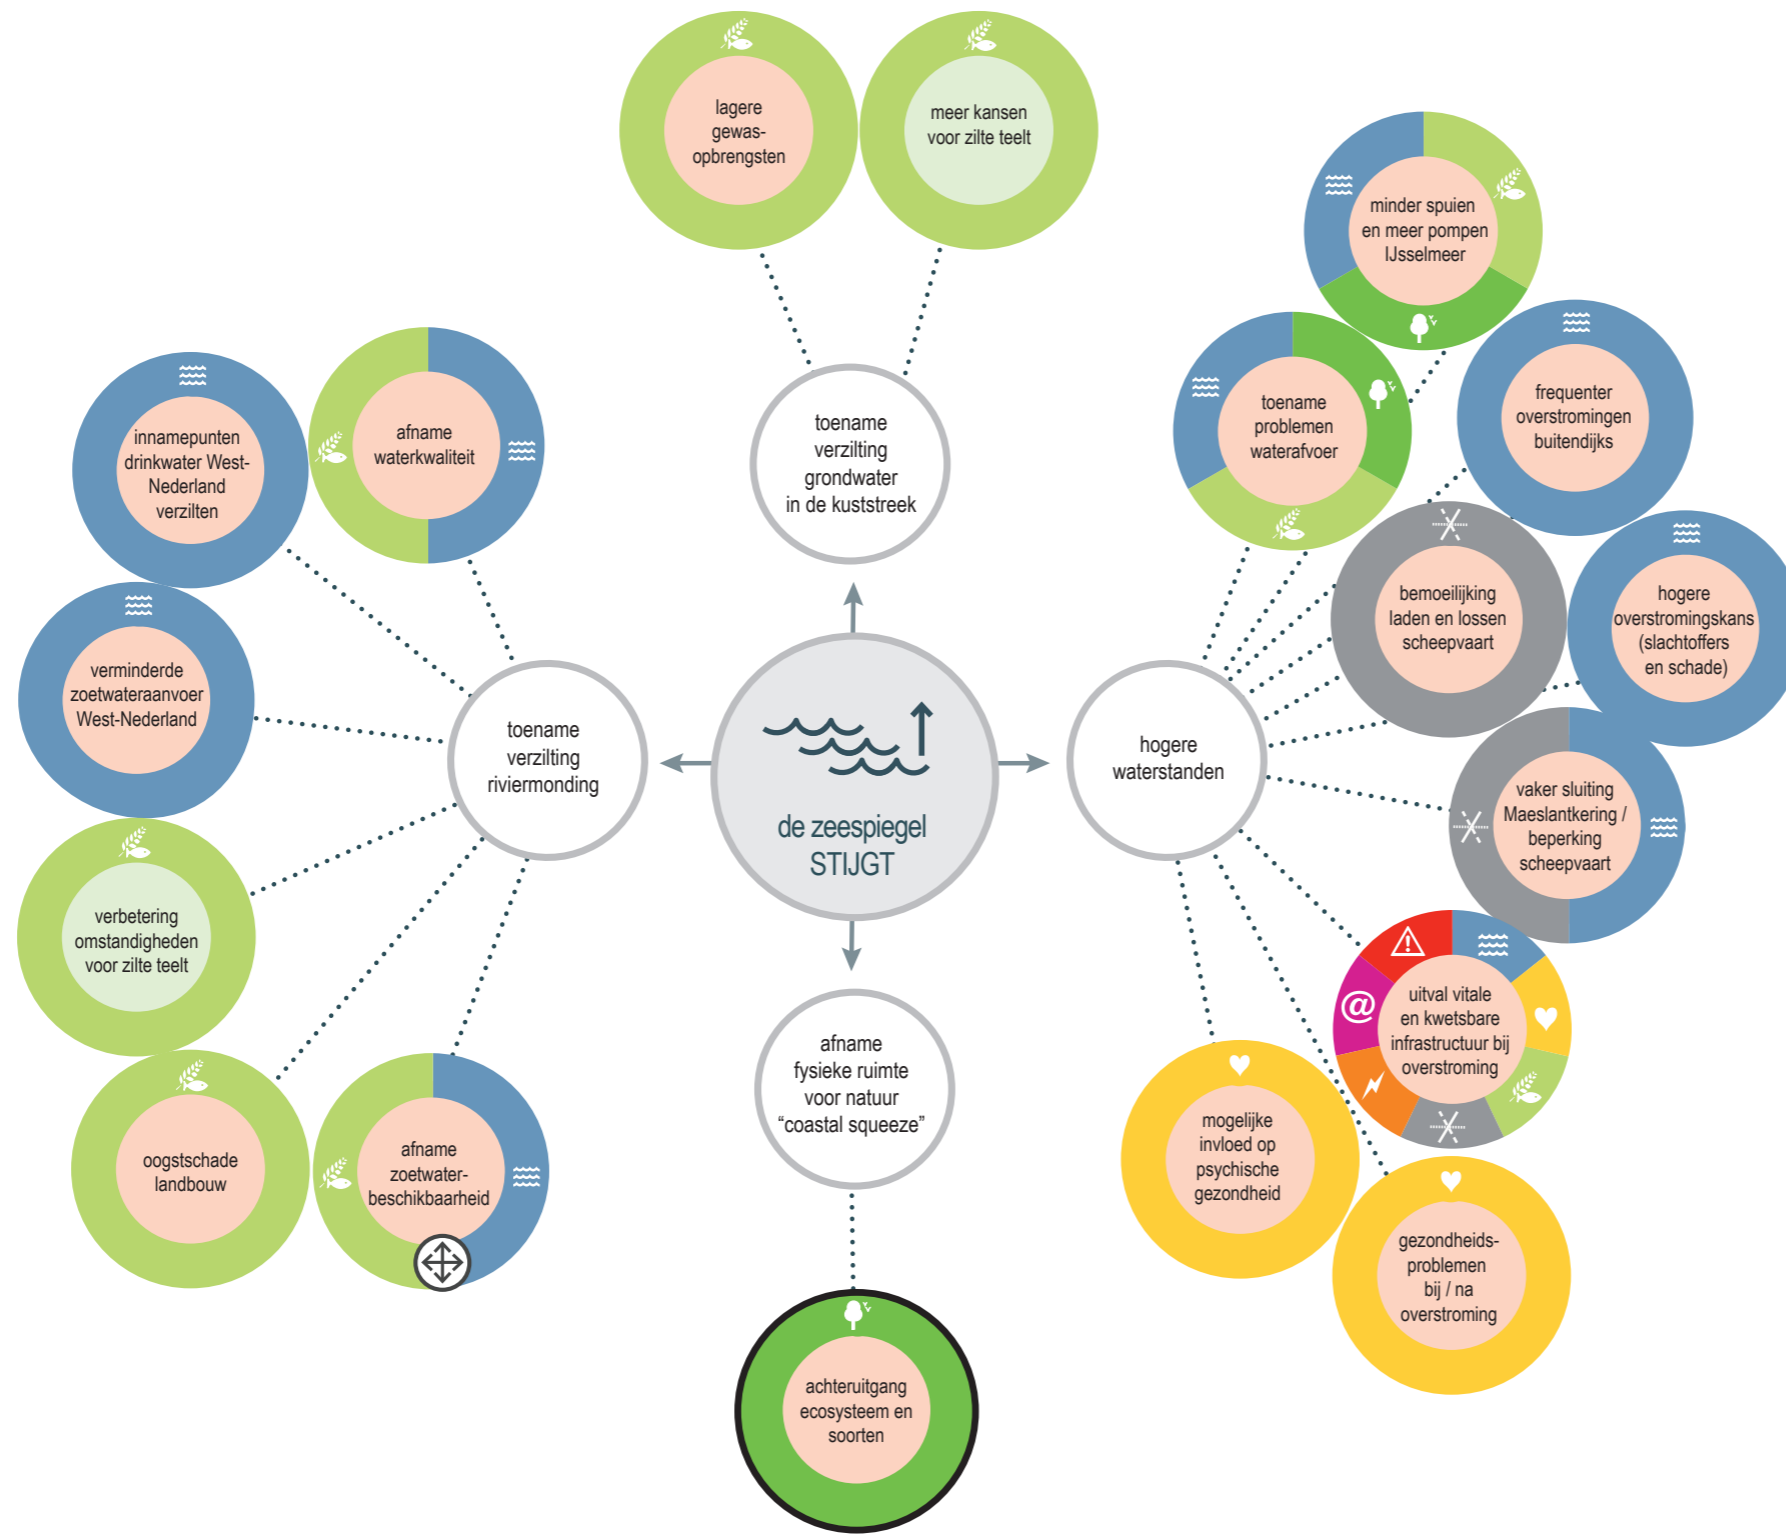 lagere
gewas-
opbrengsten
meer kansen
voor zilte teelt
minder spuien
en meer pompen
IJsselmeer
toename
problemen
waterafvoer
frequenter
overstromingen
buitendijks
innamepunten
drinkwater West-
Nederland
verzilten
afname
waterkwaliteit
toename
verzilting
grondwater
in de kuststreek
bemoeilijking
laden en lossen
scheepvaart
hogere
overstromingskans
(slachtoffers
en schade)
verminderde
zoetwateraanvoer
West-Nederland
toename
verzilting
riviermonding
de zeespiegel
STIJGT
hogere
waterstanden
vaker sluiting
Maeslantkering /
beperking
scheepvaart
verbetering
omstandigheden
voor zilte teelt
afname
fysieke ruimte
voor natuur
“coastal squeeze”
@
uitval vitale
en kwetsbare
infrastructuur bij
overstroming
oogstschade
landbouw
afname
zoetwater-
beschikbaarheid
mogelijke
invloed op
psychische
gezondheid
gezondheids-
problemen
bij / na
overstroming
achteruitgang
ecosysteem en
soorten